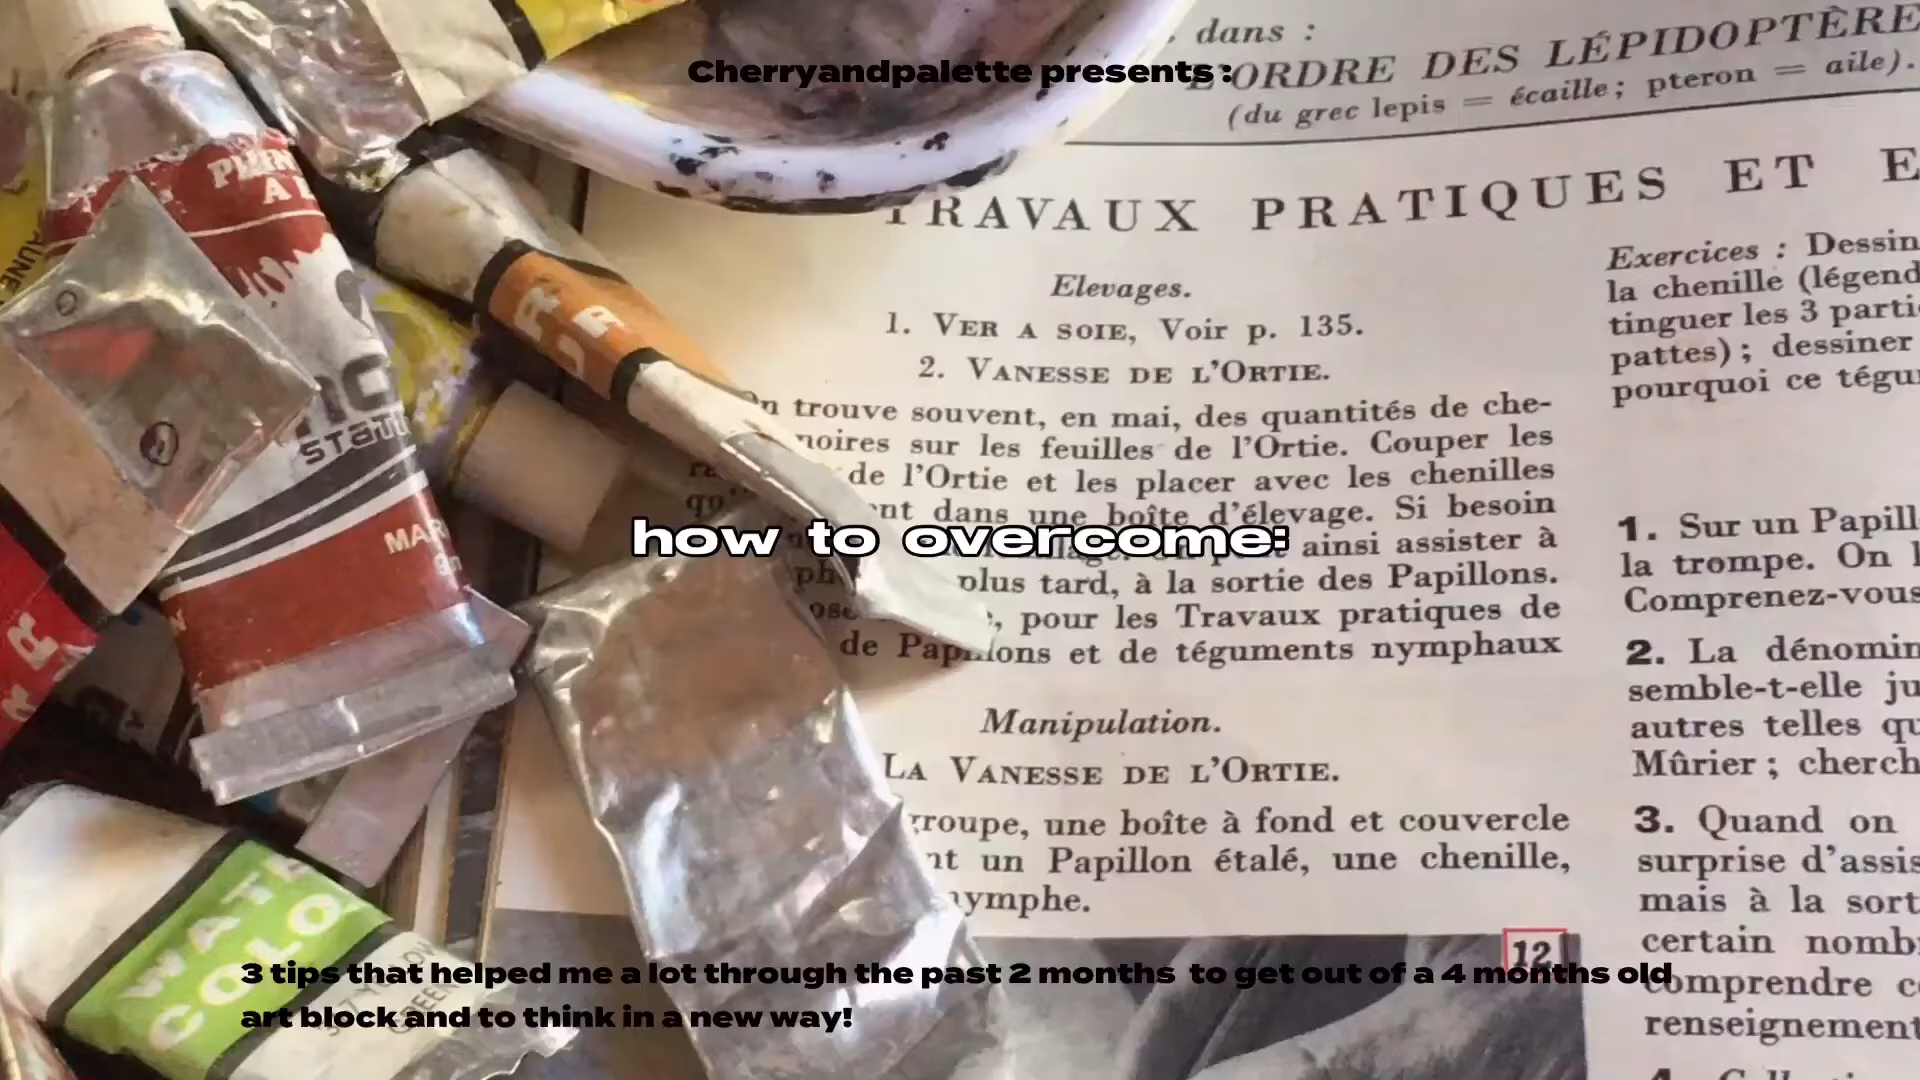 Cherryandpalette presents :
how to overcome:
3 tips that helped me a lot through the past 2 months to get out of a 4 months old
art block and to think in a new way!
dans :
ORDRE DES LÉPIDOPTÈRE
(du grec lepis = écaille; pteron = aile).
TRAVAUX PRATIQUES ET E
Elevages.
1. VER A SOIE, Voir p. 135.
2. VANESSE DE L'ORTIE.
On trouve souvent, en mai, des quantités de che-
noires sur les feuilles de l'Ortie. Couper les
de l'Ortie et les placer avec les chenilles
dans une boîte d'élevage. Si besoin
ainsi assister à
plus tard, à la sortie des Papillons.
, pour les Travaux pratiques de
de Papillons et de téguments nymphaux
Manipulation.
LA VANESSE DE L'ORTIE.
groupe, une boîte à fond et couvercle
un Papillon étalé, une chenille,
nymphe.
12
Exercices : Dessin
la chenille (légend
tinguer les 3 parti
pattes) ; dessiner
pourquoi ce tégu
1. Sur un Papill
la trompe. On
Comprenez-vous
2. La dénomin
semble-t-elle ju
autres telles qu
Mûrier ; cherch
3. Quand on
surprise d'assis
mais à la sort
certain nomb
comprendre c
renseignement
JAUNE
STATI
MAR
WATE
COLO